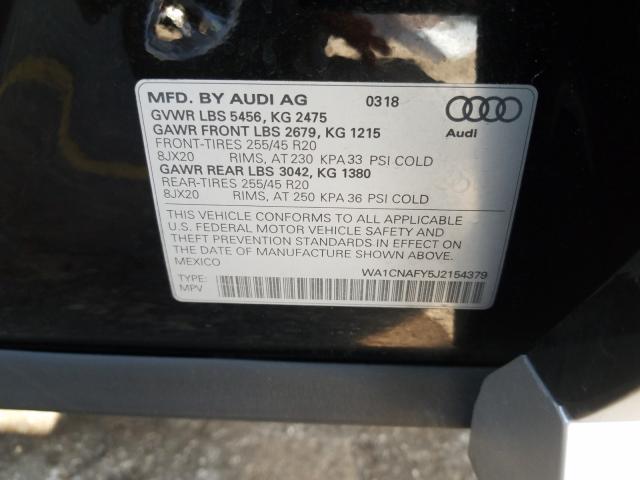 MFD. BY AUDI AG 0318
GVWR LBS 5456, KG 2475
GAWR FRONT LBS 2679, KG 1215
FRONT-TIRES 255/45 R20
8JX20 RIMS, AT 230 KPA 33 PSI COLD
GAWR REAR LBS 3042, KG 1380
REAR-TIRES 255/45 R20
8JX20 RIMS, AT 250 KPA 36 PSI COLD
Audi
THIS VEHICLE CONFORMS TO ALL APPLICABLE
U.S. FEDERAL MOTOR VEHICLE SAFETY AND
THEFT PREVENTION STANDARDS IN EFFECT ON
THE DATE OF MANUFACTURE SHOWN ABOVE.
MEXICO
WA1CNAFY5J2154379
TYPE:
MPV